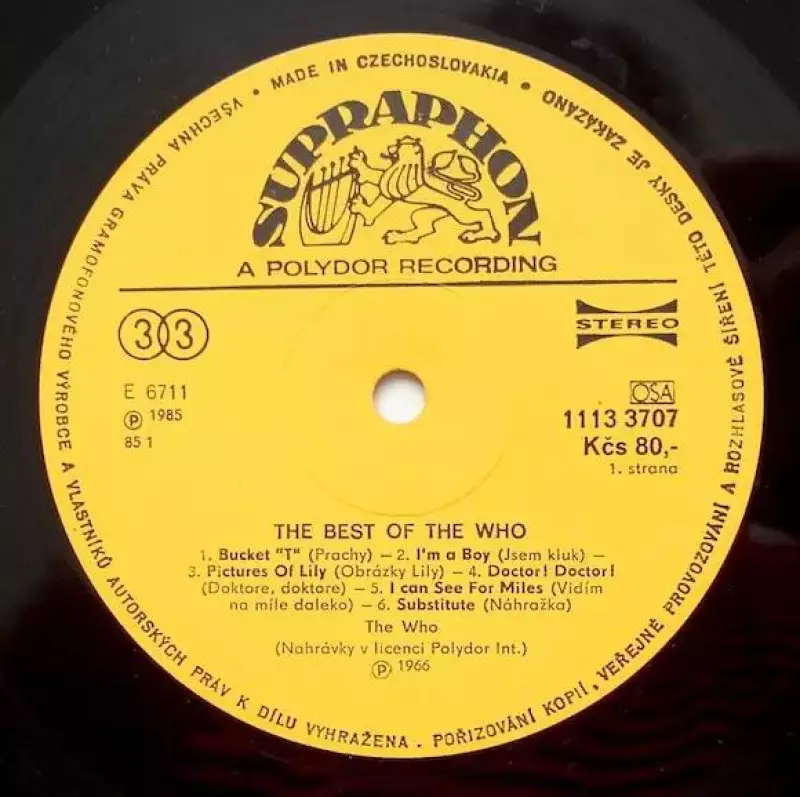 VŠECHNA PRÁVA GRAMOFONOVÉHO VÝROBCE A VLASTNÍKŮ AUTORSKÝCH PRÁV K DÍLU VYHRAŽENA. POŘIZOVÁNÍ KOPIÍ, VEŘEJNÉ PROVOZOVÁNÍ A ROZHLASOVÉ ŠÍŘENÍ TÉTO DESKY JE ZAKÁZÁNO
• MADE IN CZECHOSLOVAKIA •
SUPRAPHON
A POLYDOR RECORDING
33
STEREO
E 6711
Ⓟ 1985
85 1
OSA
1113 3707
Kčs 80,-
1. strana
THE BEST OF THE WHO
1. Bucket "T" (Prachy) – 2. I'm a Boy (Jsem kluk) –
3. Pictures Of Lily (Obrázky Lily) – 4. Doctor! Doctor!
(Doktore, doktore) – 5. I can See For Miles (Vidím
na míle daleko) – 6. Substitute (Náhražka)
The Who
(Nahrávky v licenci Polydor Int.)
Ⓟ 1966